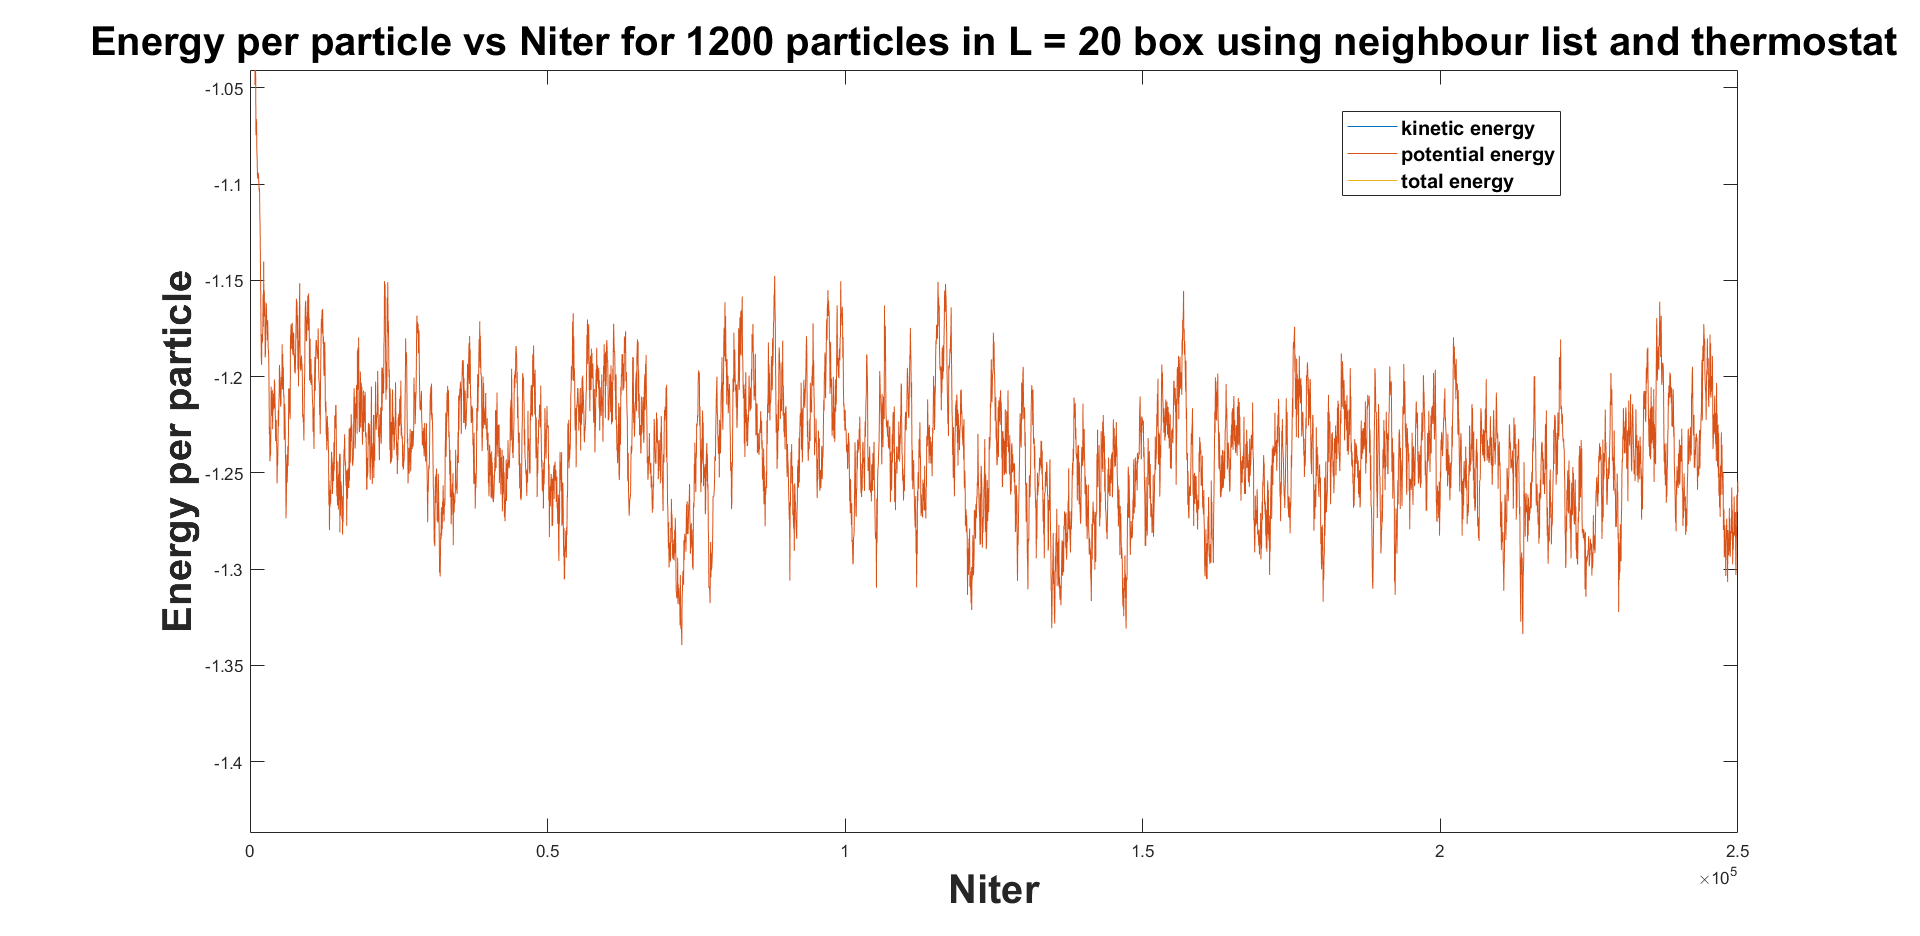 Energy per particle vs Niter for 1200 particles in L = 20 box using neighbour list and thermostat
-1.05
-1.1
-1.15
-1.2
-1.25
-1.3
-1.35
-1.4
Energy per particle
kinetic energy
potential energy
total energy
0
0.5
1
1.5
2
2.5
×10⁵
Niter